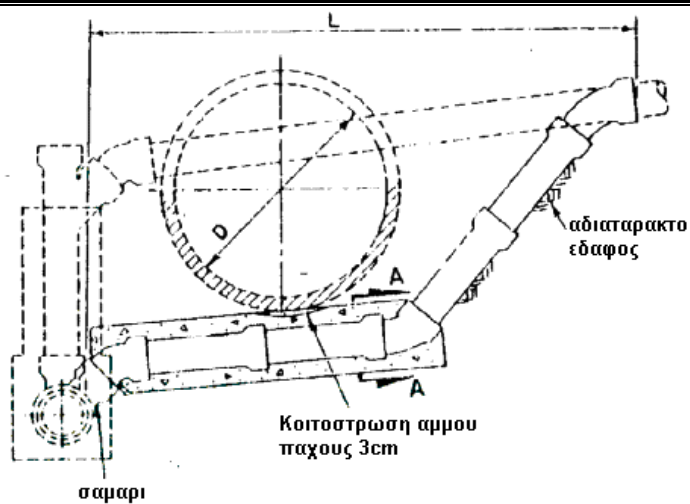 L
D
αδιαταρακτο
εδαφος
A
A
Κοιτοστρωση αμμου
παχους 3cm
σαμαρι